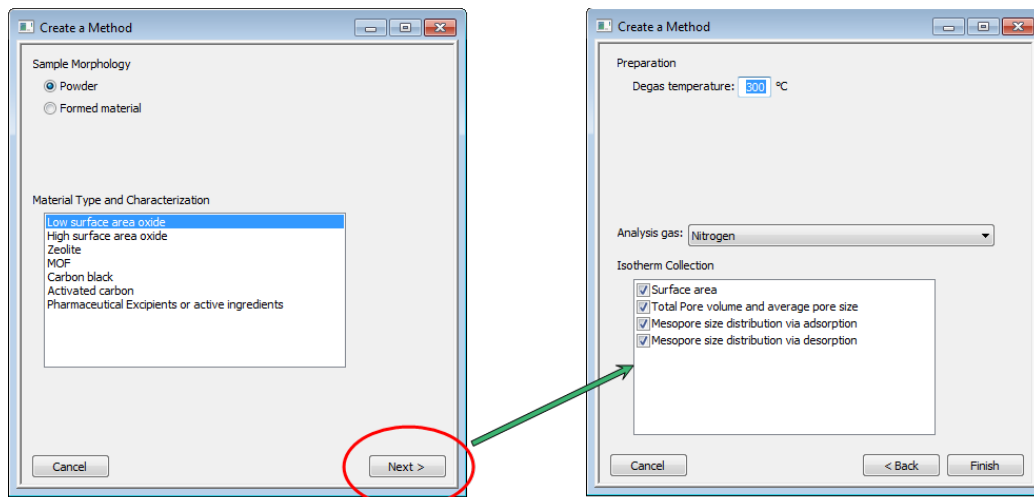 Create a Method
Sample Morphology
Powder
Formed material
Material Type and Characterization
Low surface area oxide
High surface area oxide
Zeolite
MOF
Carbon black
Activated carbon
Pharmaceutical Excipients or active ingredients
Cancel
Next >
Create a Method
Preparation
Degas temperature: 300 °C
Analysis gas: Nitrogen
Isotherm Collection
Surface area
Total Pore volume and average pore size
Mesopore size distribution via adsorption
Mesopore size distribution via desorption
Cancel
< Back
Finish